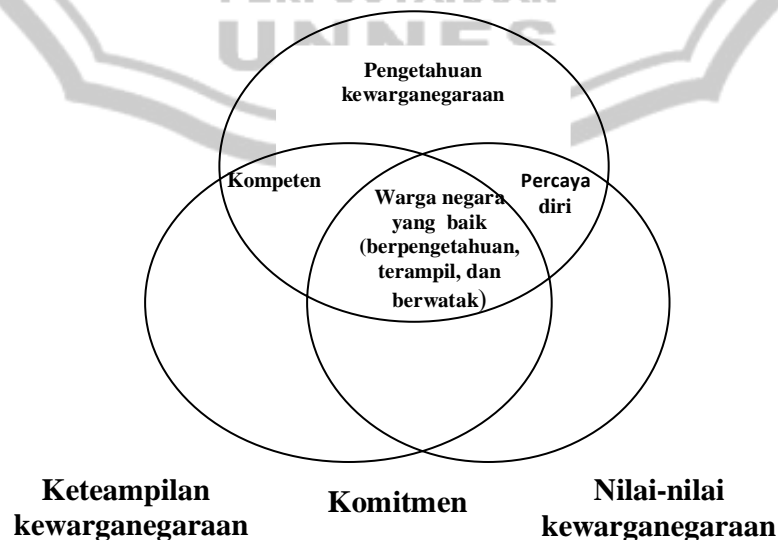 UNNES
Pengetahuan
kewarganegaraan
Kompeten
Percaya
diri
Warga negara
yang baik
(berpengetahuan,
terampil, dan
berwatak)
Keteampilan
kewarganegaraan
Komitmen
Nilai-nilai
kewarganegaraan